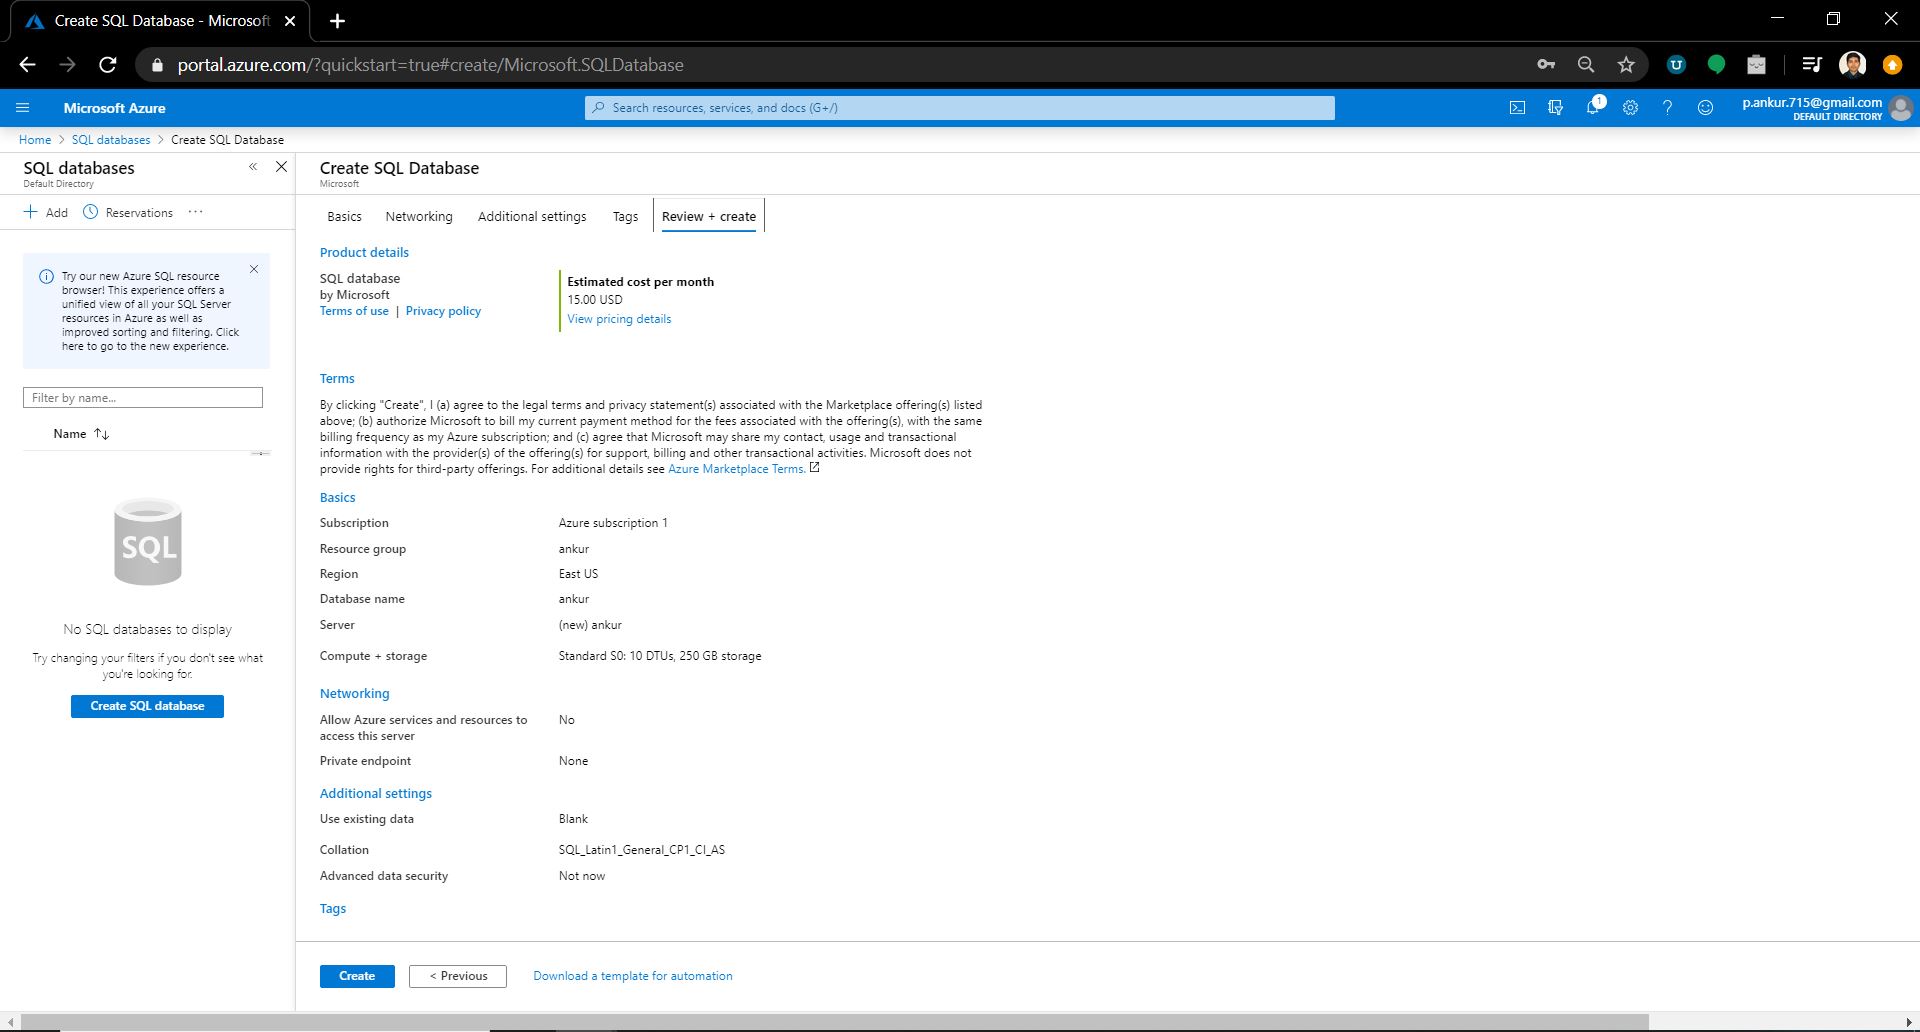 Create SQL Database - Microsoft
portal.azure.com/?quickstart=true#create/Microsoft.SQLDatabase
Microsoft Azure
Search resources, services, and docs (G+/)
1
p.ankur.715@gmail.com
DEFAULT DIRECTORY
Home > SQL databases > Create SQL Database
SQL databases
Default Directory
+ Add Reservations ...
Try our new Azure SQL resource
browser! This experience offers a
unified view of all your SQL Server
resources in Azure as well as
improved sorting and filtering. Click
here to go to the new experience.
Filter by name...
Name
SQL
No SQL databases to display
Try changing your filters if you don't see what
you're looking for.
Create SQL database
Create SQL Database
Microsoft
Basics Networking Additional settings Tags Review + create
Product details
SQL database
by Microsoft
Terms of use | Privacy policy
Estimated cost per month
15.00 USD
View pricing details
Terms
By clicking "Create", I (a) agree to the legal terms and privacy statement(s) associated with the Marketplace offering(s) listed
above; (b) authorize Microsoft to bill my current payment method for the fees associated with the offering(s), with the same
billing frequency as my Azure subscription; and (c) agree that Microsoft may share my contact, usage and transactional
information with the provider(s) of the offering(s) for support, billing and other transactional activities. Microsoft does not
provide rights for third-party offerings. For additional details see Azure Marketplace Terms.
Basics
Subscription Azure subscription 1
Resource group ankur
Region East US
Database name ankur
Server (new) ankur
Compute + storage Standard S0: 10 DTUs, 250 GB storage
Networking
Allow Azure services and resources to No
access this server
Private endpoint None
Additional settings
Use existing data Blank
Collation SQL_Latin1_General_CP1_CI_AS
Advanced data security Not now
Tags
Create < Previous Download a template for automation